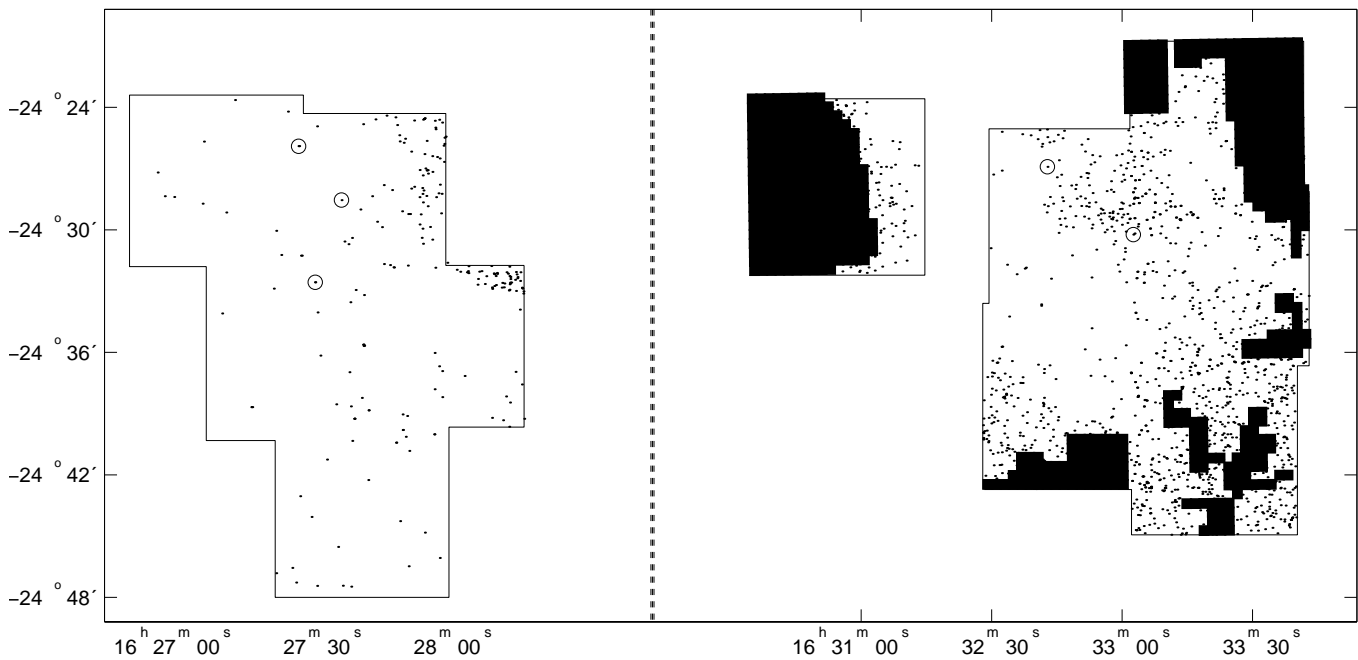 −24 ° 24′
−24 ° 30′
−24 ° 36′
−24 ° 42′
−24 ° 48′
16 h 27 m 00 s
27 m 30 s
28 m 00 s
16 h 31 m 00 s
32 m 30 s
33 m 00 s
33 m 30 s